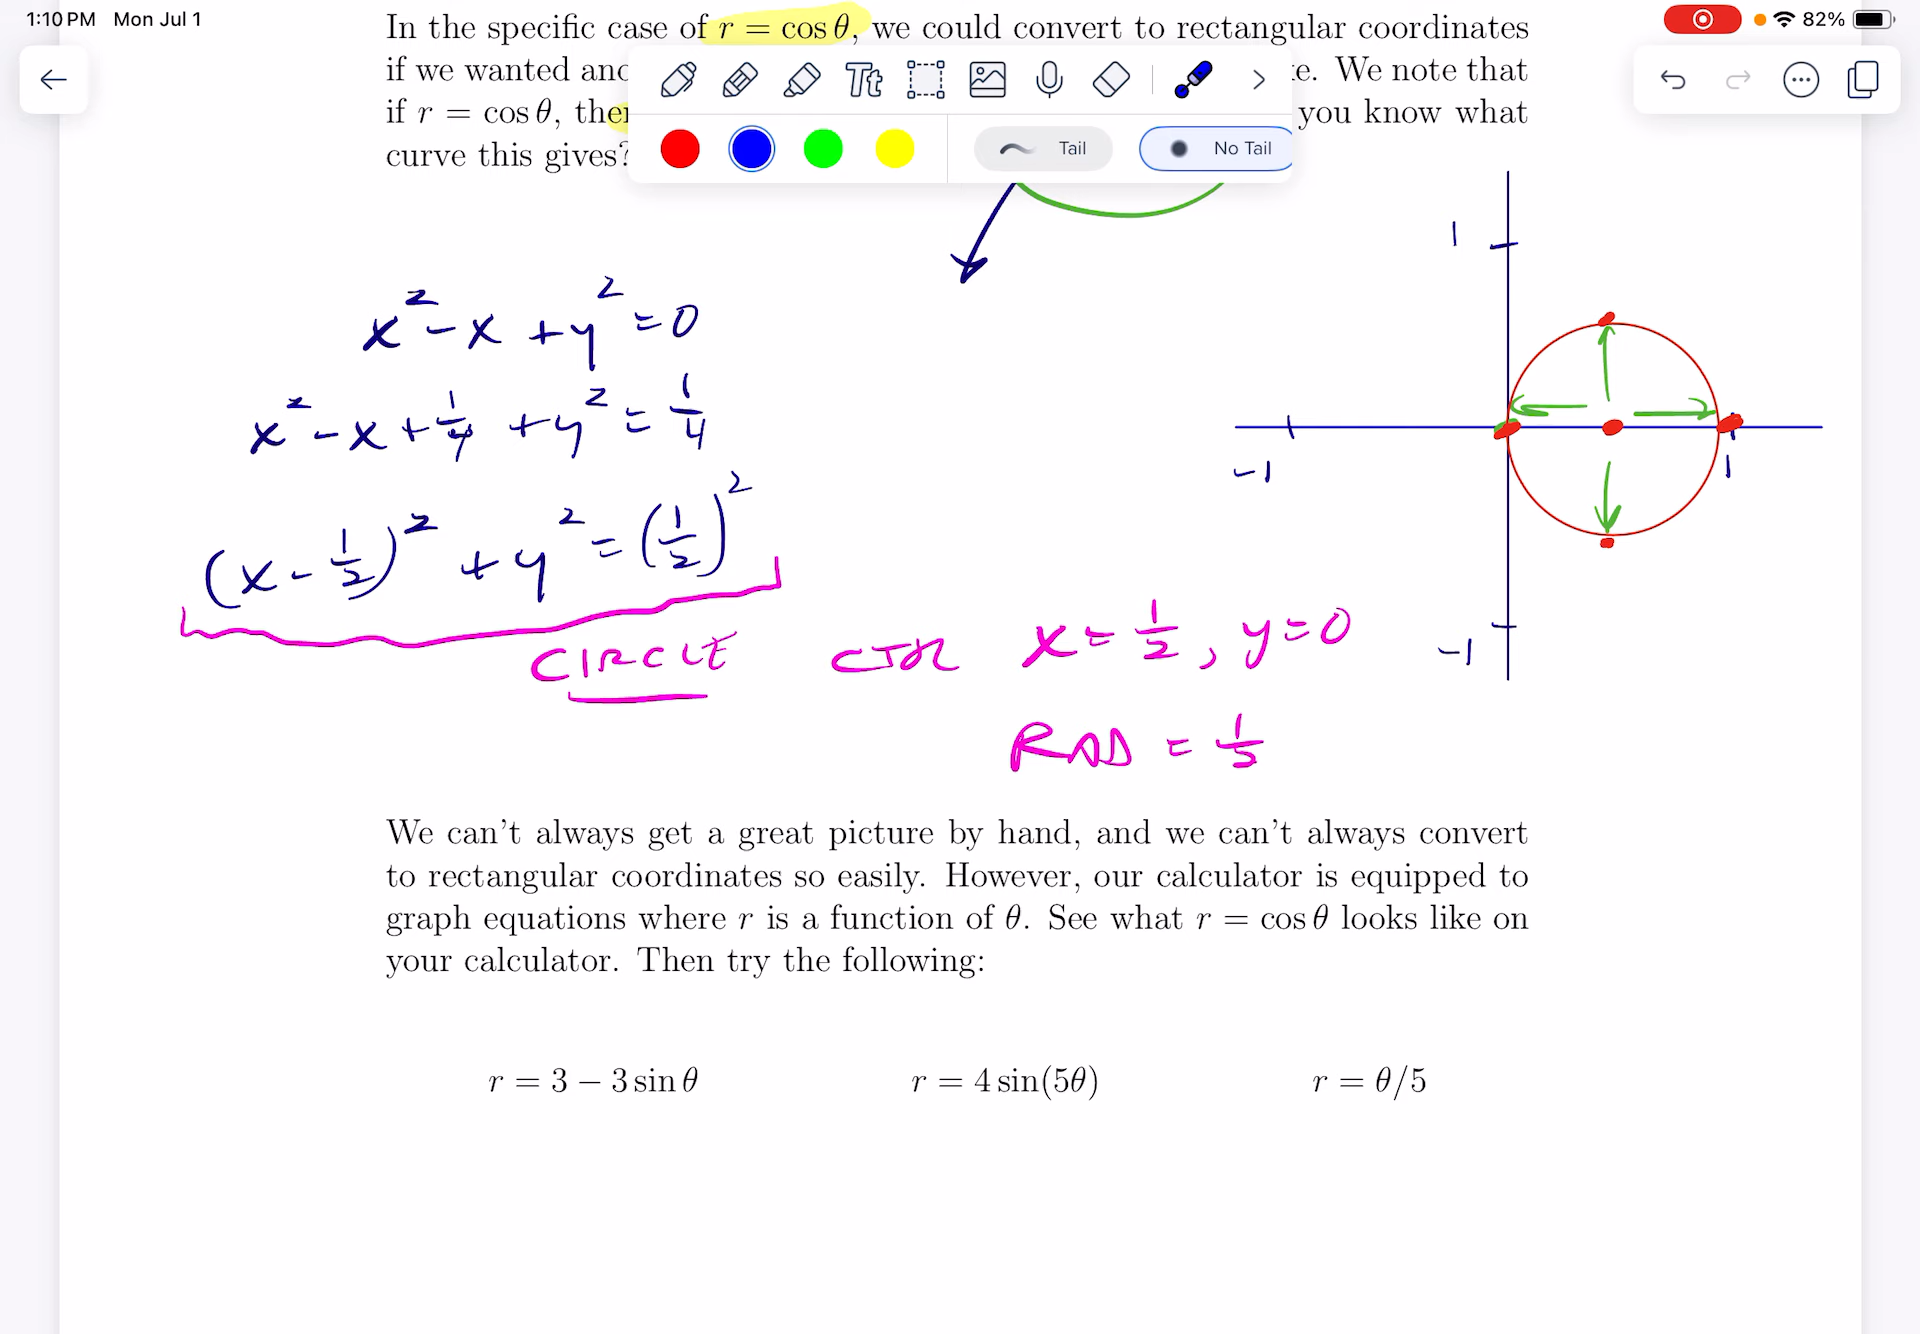 1:10 PM Mon Jul 1
82%
In the specific case of r = cos θ, we could convert to rectangular coordinates
if we wanted and
e. We note that
if r = cos θ, then
you know what
curve this gives?
Tt
Tail
No Tail
x² - x + y² = 0
x² - x + 1/4 + y² = 1/4
(x - 1/2)² + y² = (1/2)²
1
-1
1
-1
CIRCLE CTR x = 1/2, y = 0
RAD = 1/2
We can't always get a great picture by hand, and we can't always convert
to rectangular coordinates so easily. However, our calculator is equipped to
graph equations where r is a function of θ. See what r = cos θ looks like on
your calculator. Then try the following:
r = 3 − 3 sin θ r = 4 sin(5θ) r = θ/5